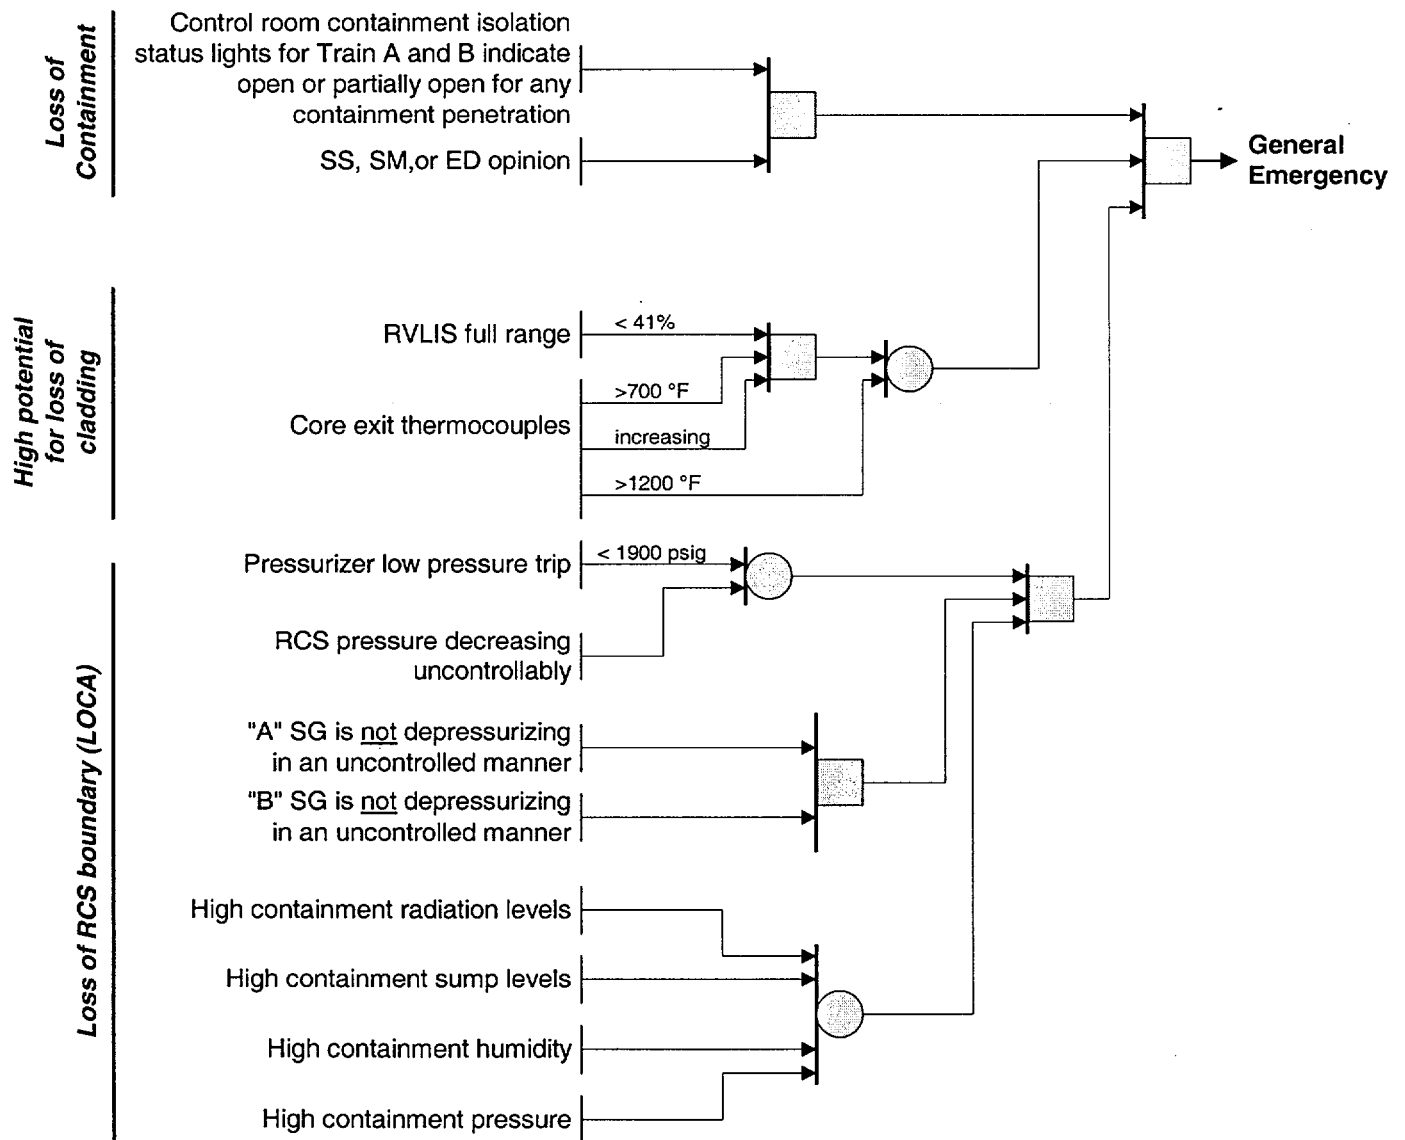 Loss of
Containment
Control room containment isolation
status lights for Train A and B indicate
open or partially open for any
containment penetration
SS, SM,or ED opinion
General
Emergency
High potential
for loss of
cladding
RVLIS full range
< 41%
Core exit thermocouples
>700 °F
increasing
>1200 °F
Loss of RCS boundary (LOCA)
Pressurizer low pressure trip
< 1900 psig
RCS pressure decreasing
uncontrollably
"A" SG is not depressurizing
in an uncontrolled manner
"B" SG is not depressurizing
in an uncontrolled manner
High containment radiation levels
High containment sump levels
High containment humidity
High containment pressure